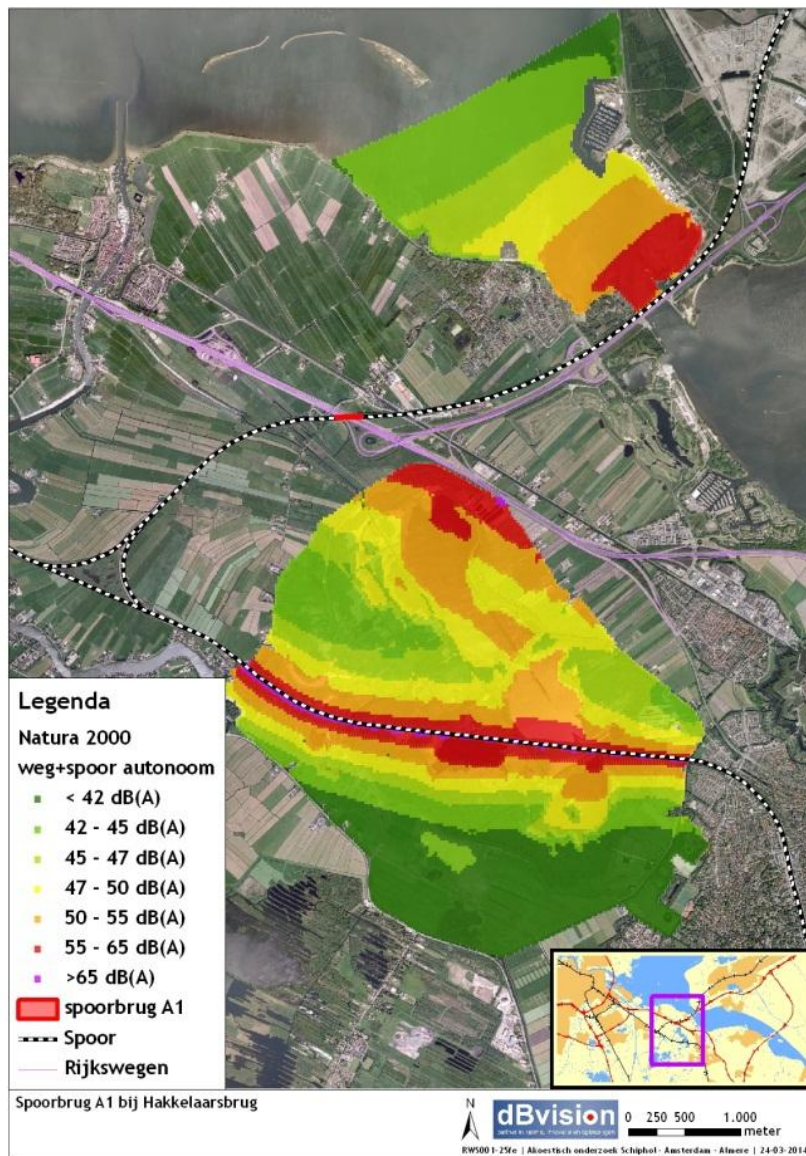 Legenda
Natura 2000
weg+spoor autonoom
< 42 dB(A)
42 - 45 dB(A)
45 - 47 dB(A)
47 - 50 dB(A)
50 - 55 dB(A)
55 - 65 dB(A)
>65 dB(A)
spoorbrug A1
Spoor
Rijkswegen
Spoorbrug A1 bij Hakkelaarsbrug
N
dBvision
0 250 500 1.000
meter
RWS001-25fe | Akoestisch onderzoek Schiphol - Amsterdam - Almere | 24-03-2014